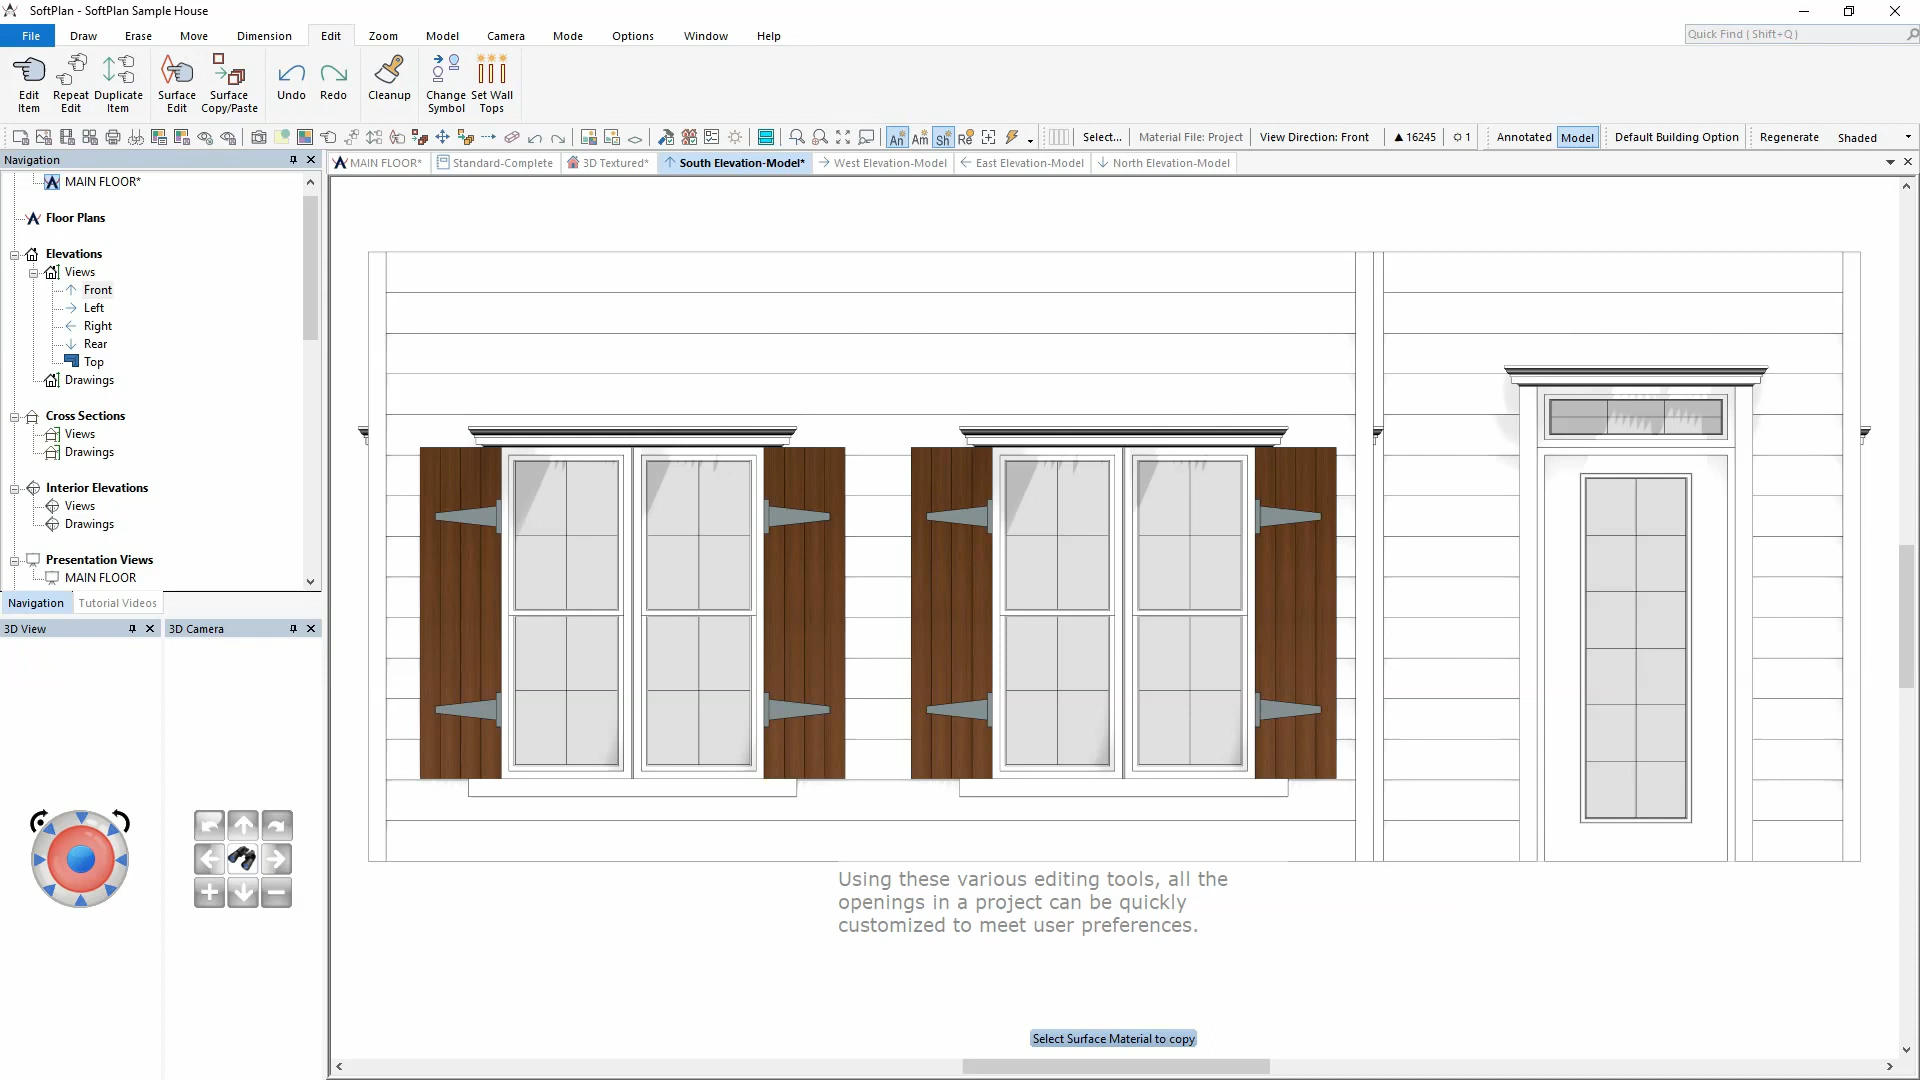 SoftPlan - SoftPlan Sample House
File Draw Erase Move Dimension Edit Zoom Model Camera Mode Options Window Help
Quick Find ( Shift+Q )
Edit Item
Repeat Edit
Duplicate Item
Surface Edit
Surface Copy/Paste
Undo
Redo
Cleanup
Change Symbol
Set Wall Tops
An Am Sh Re Select... Material File: Project View Direction: Front ▲16245 1 Annotated Model Default Building Option Regenerate Shaded
Navigation
MAIN FLOOR* Standard-Complete 3D Textured* South Elevation-Model* West Elevation-Model East Elevation-Model North Elevation-Model
MAIN FLOOR*
Floor Plans
Elevations
Views
Front
Left
Right
Rear
Top
Drawings
Cross Sections
Views
Drawings
Interior Elevations
Views
Drawings
Presentation Views
MAIN FLOOR
Navigation Tutorial Videos
3D View 3D Camera
Using these various editing tools, all the
openings in a project can be quickly
customized to meet user preferences.
Select Surface Material to copy